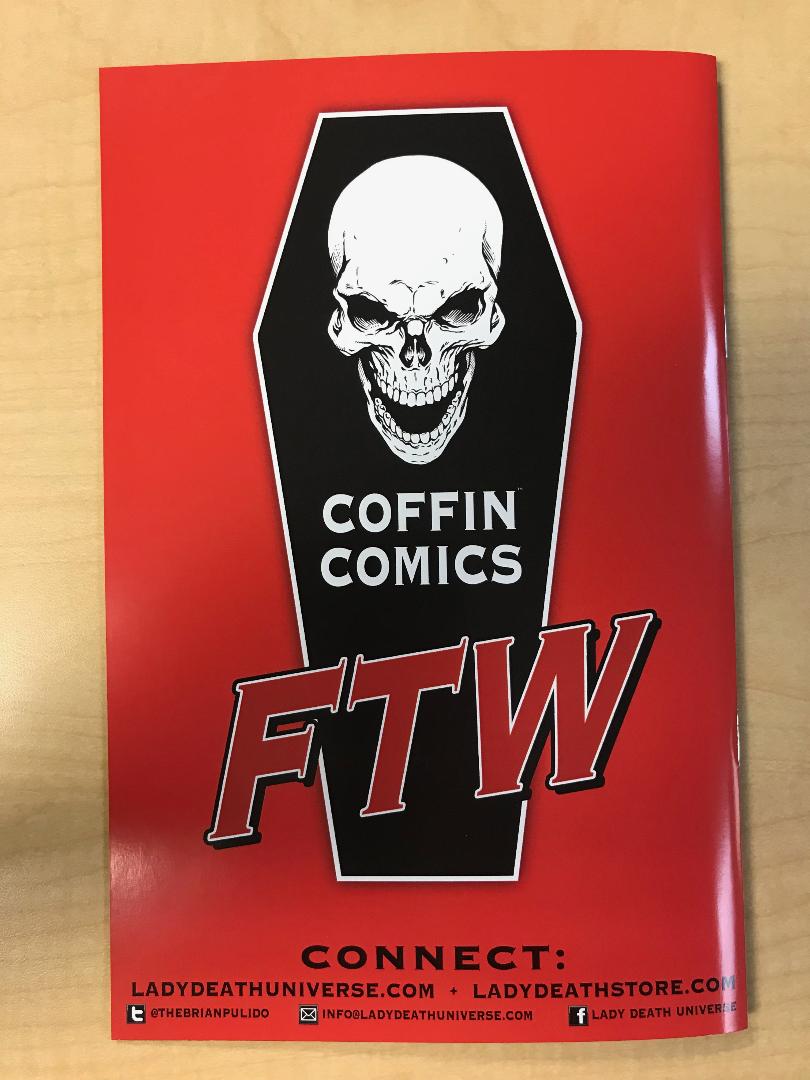 COFFIN™
COMICS
FTW
CONNECT:
LADYDEATHUNIVERSE.COM + LADYDEATHSTORE.COM
@THEBRIANPULIDO INFO@LADYDEATHUNIVERSE.COM f LADY DEATH UNIVERSE